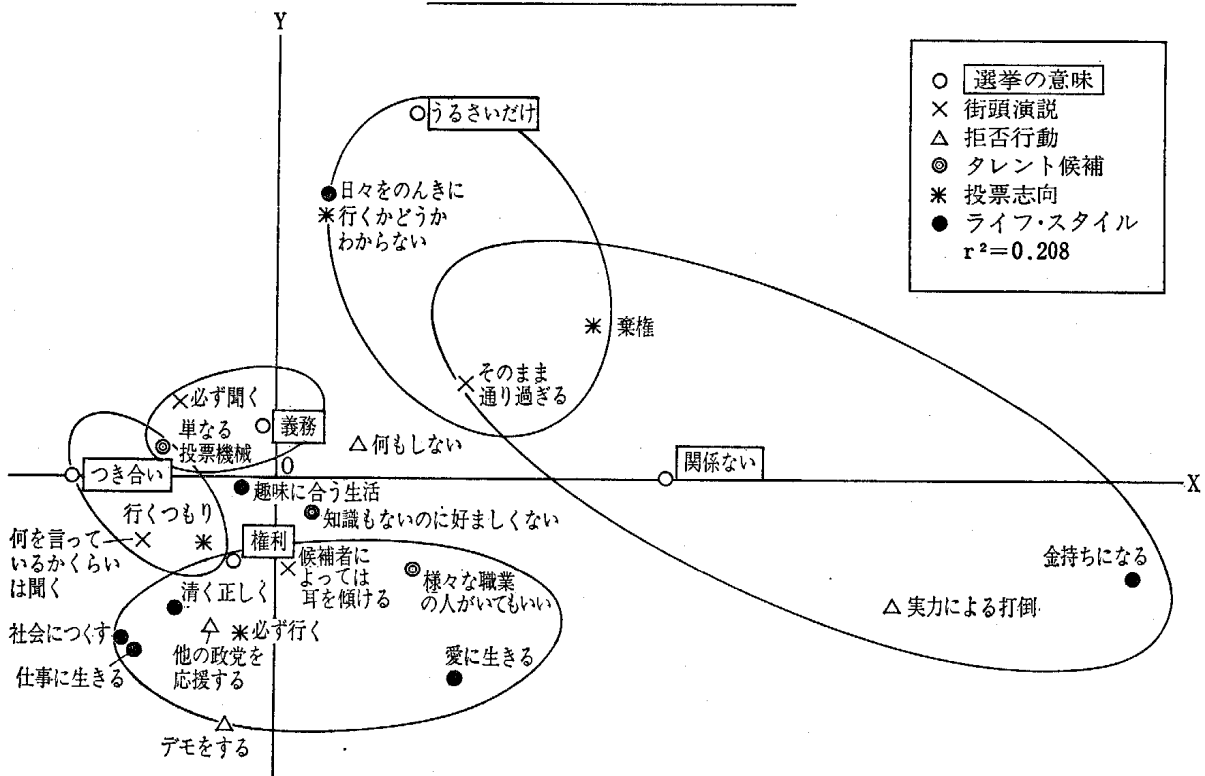 Y
選挙の意味
街頭演説
拒否行動
タレント候補
投票志向
ライフ・スタイル
r²=0.208
うるさいだけ
日々をのんきに
行くかどうか
わからない
棄権
そのまま
通り過ぎる
必ず聞く
義務
単なる
投票機械
何もしない
つき合い
O
関係ない
X
趣味に合う生活
知識もないのに好ましくない
行くつもり
何を言って
いるかくらい
は聞く
権利
候補者に
よっては
耳を傾ける
様々な職業
の人がいてもいい
金持ちになる
実力による打倒
清く正しく
社会につくす
必ず行く
仕事に生きる
他の政党を
応援する
愛に生きる
デモをする